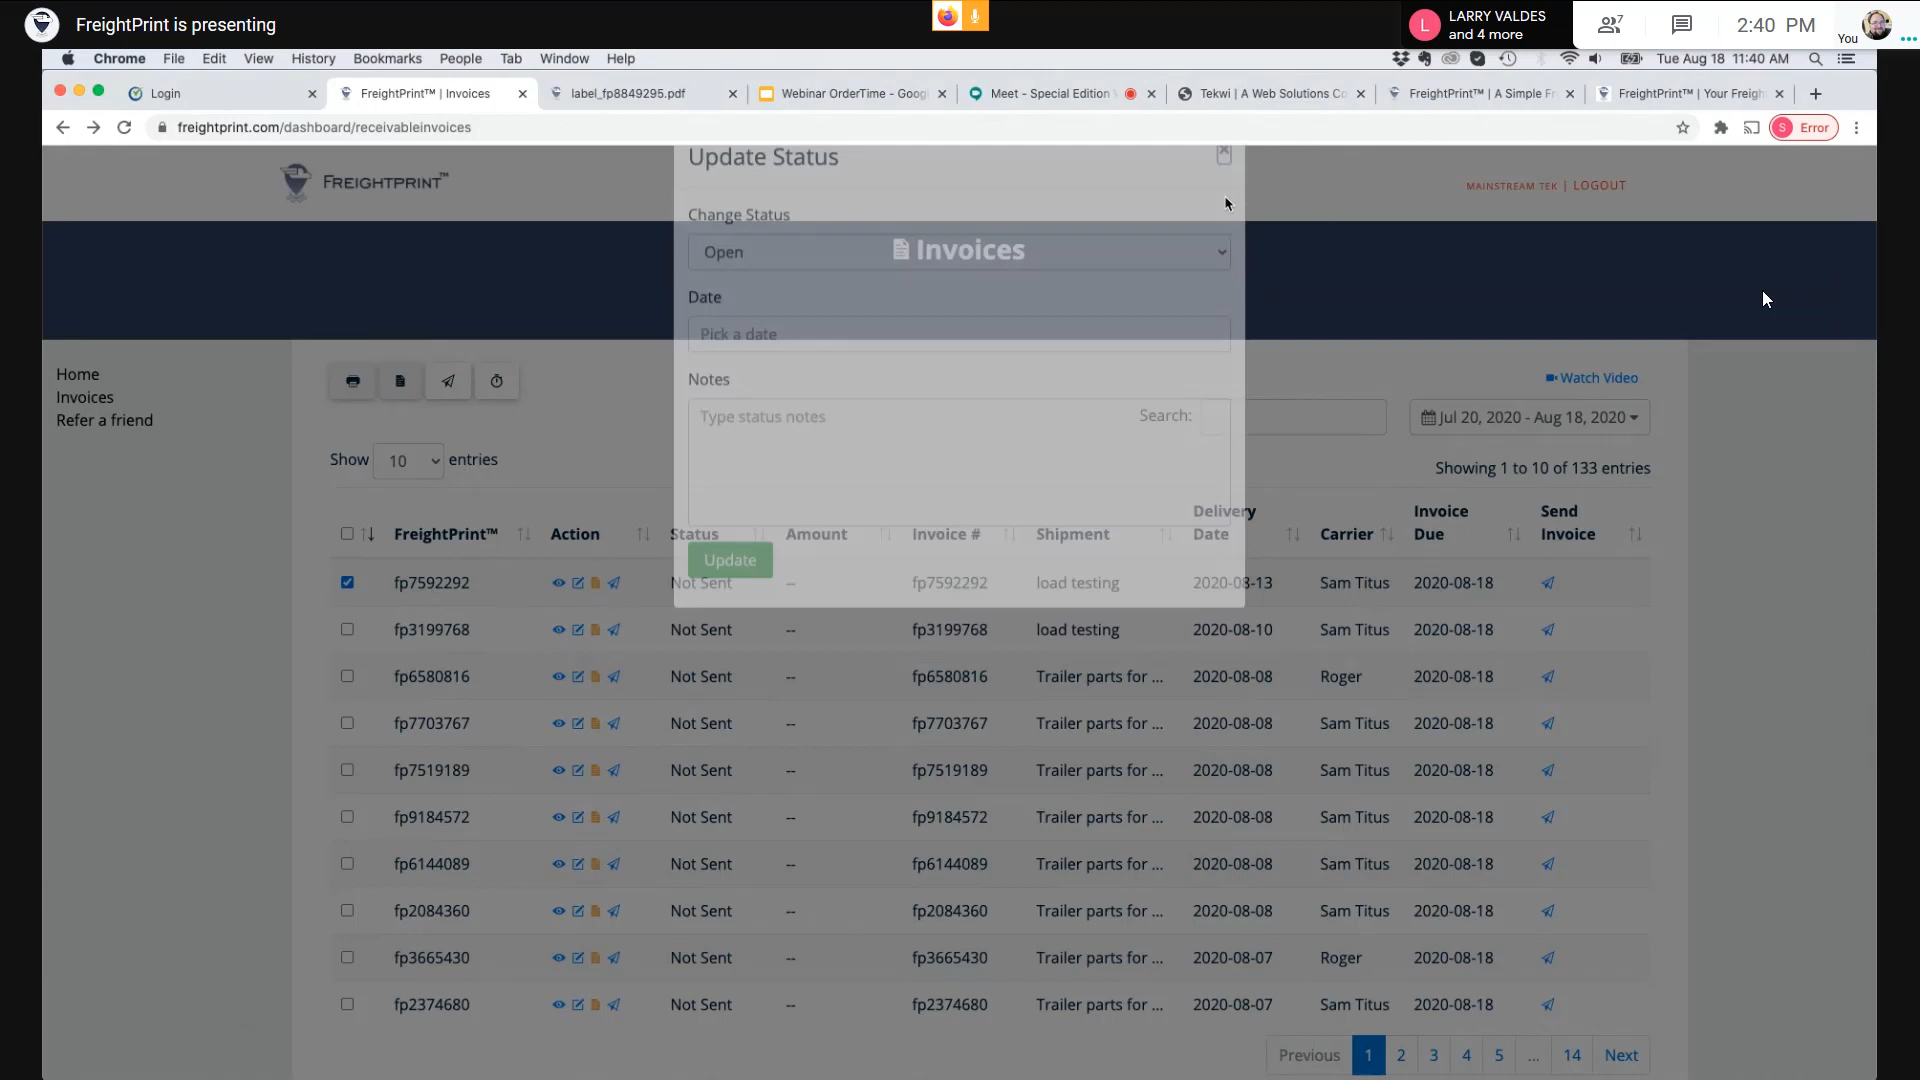 FreightPrint is presenting
L
LARRY VALDES
and 4 more
7
2:40 PM
You
Chrome File Edit View History Bookmarks People Tab Window Help
Tue Aug 18 11:40 AM
Login
FreightPrint™ | Invoices
label_fp8849295.pdf
Webinar OrderTime - Goog
Meet - Special Edition
Tekwi | A Web Solutions Co
FreightPrint™ | A Simple Fr
FreightPrint™ | Your Freigh
freightprint.com/dashboard/receivableinvoices
S Error
FREIGHTPRINT™
MAINSTREAM TEK | LOGOUT
Update Status
Change Status
Open
Invoices
Date
Pick a date
Notes
Type status notes
Update
Home
Invoices
Refer a friend
Watch Video
Search:
Jul 20, 2020 - Aug 18, 2020
Show 10 entries
Showing 1 to 10 of 133 entries
FreightPrint™ Action Status Amount Invoice # Shipment Delivery Date Carrier Invoice Due Send Invoice
fp7592292 Not Sent -- fp7592292 load testing 2020-08-13 Sam Titus 2020-08-18
fp3199768 Not Sent -- fp3199768 load testing 2020-08-10 Sam Titus 2020-08-18
fp6580816 Not Sent -- fp6580816 Trailer parts for ... 2020-08-08 Roger 2020-08-18
fp7703767 Not Sent -- fp7703767 Trailer parts for ... 2020-08-08 Sam Titus 2020-08-18
fp7519189 Not Sent -- fp7519189 Trailer parts for ... 2020-08-08 Sam Titus 2020-08-18
fp9184572 Not Sent -- fp9184572 Trailer parts for ... 2020-08-08 Sam Titus 2020-08-18
fp6144089 Not Sent -- fp6144089 Trailer parts for ... 2020-08-08 Sam Titus 2020-08-18
fp2084360 Not Sent -- fp2084360 Trailer parts for ... 2020-08-08 Sam Titus 2020-08-18
fp3665430 Not Sent -- fp3665430 Trailer parts for ... 2020-08-07 Roger 2020-08-18
fp2374680 Not Sent -- fp2374680 Trailer parts for ... 2020-08-07 Sam Titus 2020-08-18
Previous 1 2 3 4 5 ... 14 Next